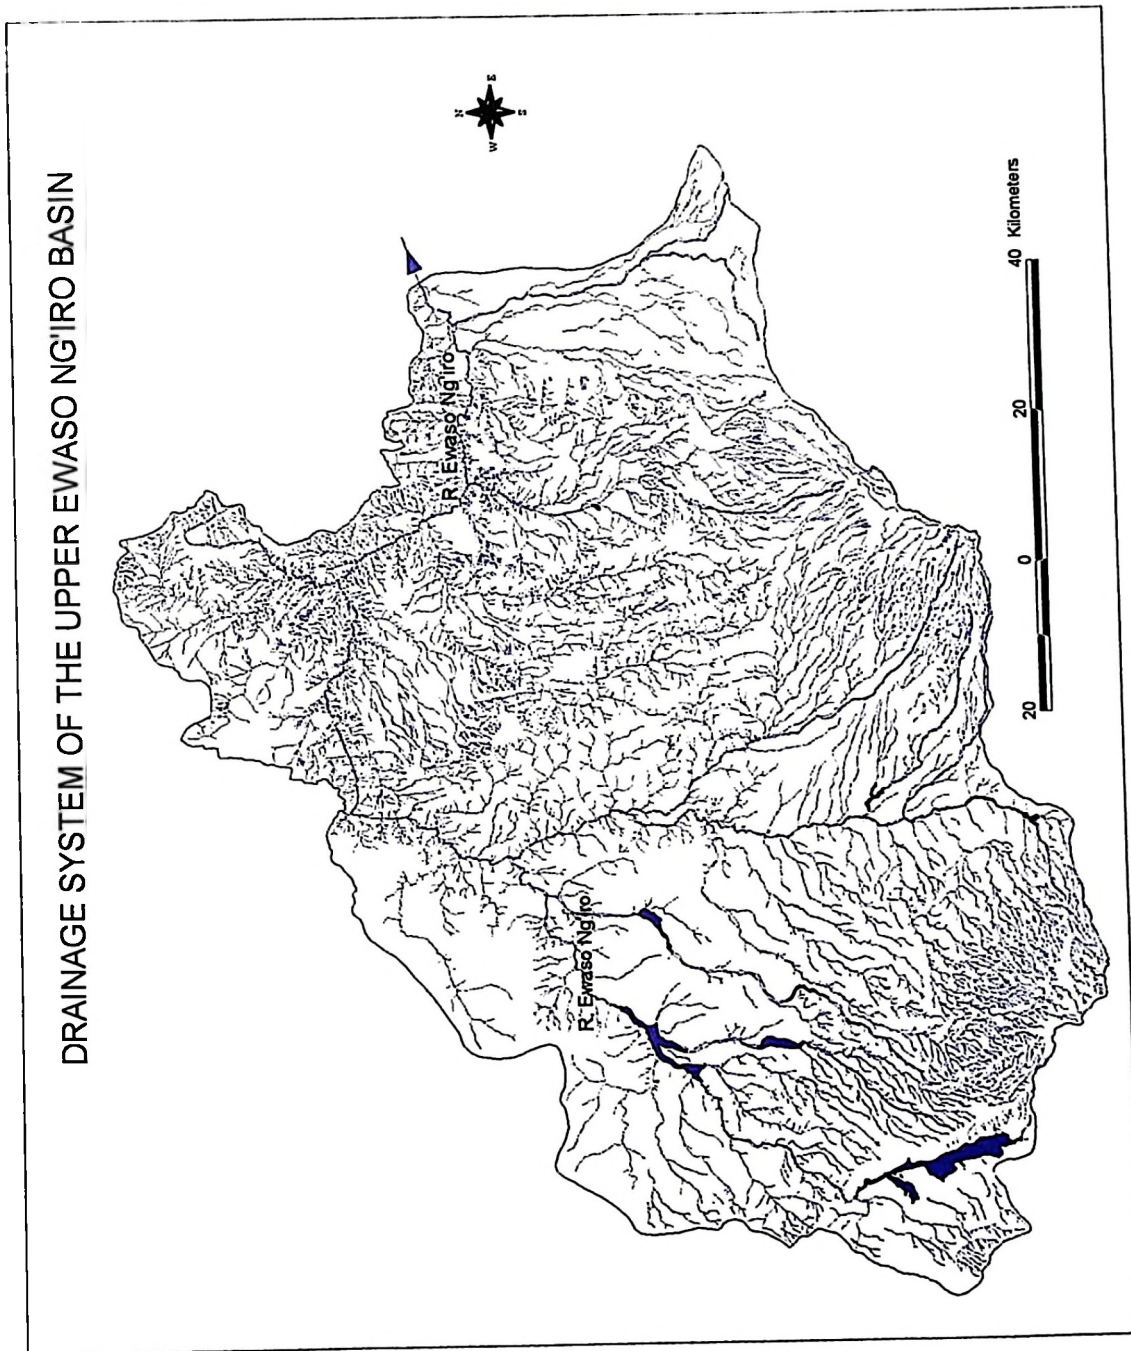 DRAINAGE SYSTEM OF THE UPPER EWASO NG'IRO BASIN
N
W
E
S
R. Ewaso Ng'iro
R. Ewaso Ng'iro
20
0
20
40 Kilometers